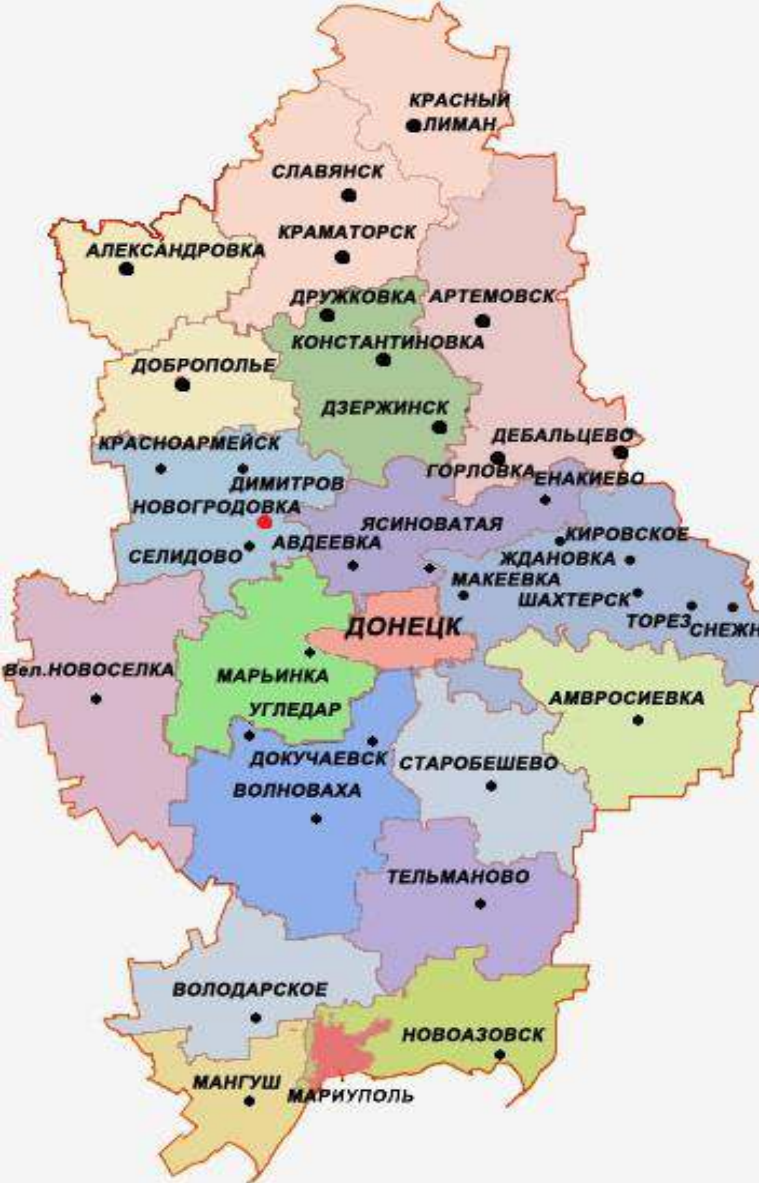 КРАСНЫЙ
ЛИМАН
СЛАВЯНСК
КРАМАТОРСК
АЛЕКСАНДРОВКА
ДРУЖКОВКА
АРТЕМОВСК
КОНСТАНТИНОВКА
ДОБРОПОЛЬЕ
ДЗЕРЖИНСК
ДЕБАЛЬЦЕВО
КРАСНОАРМЕЙСК
ГОРЛОВКА
ЕНАКИЕВО
ДИМИТРОВ
НОВОГРОДОВКА
ЯСИНОВАТАЯ
КИРОВСКОЕ
АВДЕЕВКА
СЕЛИДОВО
ЖДАНОВКА
МАКЕЕВКА
ШАХТЕРСК
ТОРЕЗ
СНЕЖН
ДОНЕЦК
Вел.НОВОСЕЛКА
МАРЬИНКА
АМВРОСИЕВКА
УГЛЕДАР
ДОКУЧАЕВСК
СТАРОБЕШЕВО
ВОЛНОВАХА
ТЕЛЬМАНОВО
ВОЛОДАРСКОЕ
НОВОАЗОВСК
МАНГУШ
МАРИУПОЛЬ